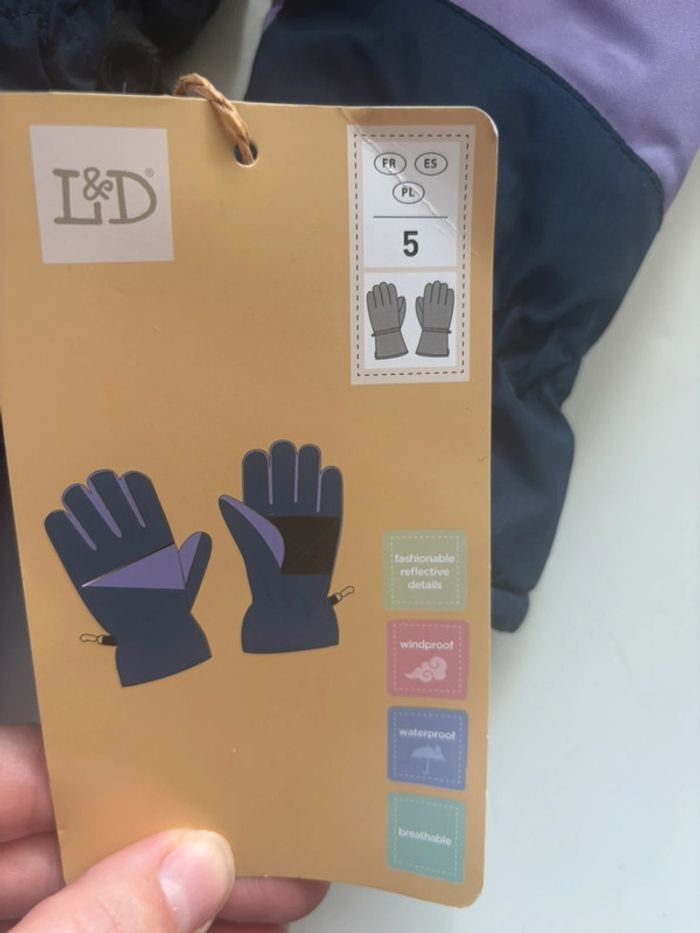 L&D®
FR ES
PL
5
fashionable
reflective
details
windproof
waterproof
breathable